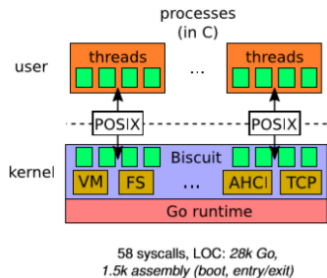 processes
(in C)
user
threads
...
threads
POSIX
POSIX
kernel
Biscuit
VM
FS
...
AHCI
TCP
Go runtime
58 syscalls, LOC: 28k Go,
1.5k assembly (boot, entry/exit)